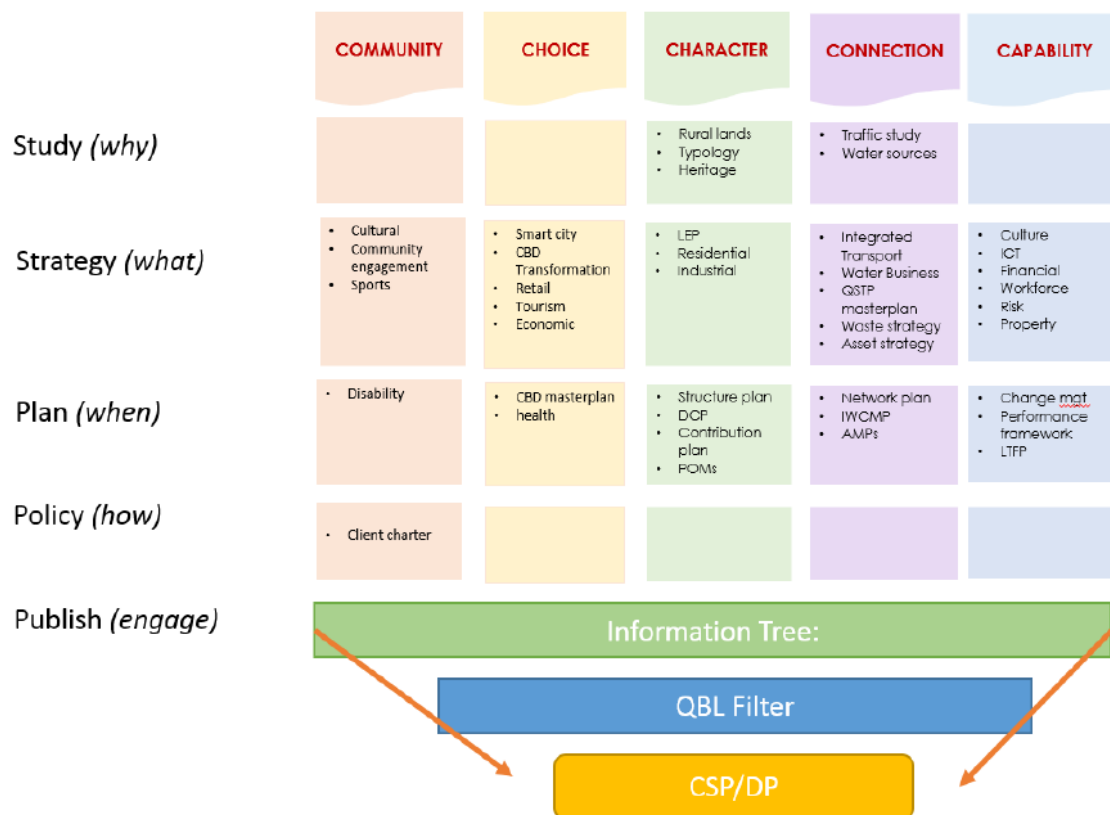 COMMUNITY
CHOICE
CHARACTER
CONNECTION
CAPABILITY
Study (why)
• Rural lands
• Typology
• Heritage
• Traffic study
• Water sources
Strategy (what)
• Cultural
• Community
engagement
• Sports
• Smart city
• CBD
Transformation
• Retail
• Tourism
• Economic
• LEP
• Residential
• Industrial
• Integrated
Transport
• Water Business
• QSTP
masterplan
• Waste strategy
• Asset strategy
• Culture
• ICT
• Financial
• Workforce
• Risk
• Property
Plan (when)
• Disability
• CBD masterplan
• health
• Structure plan
• DCP
• Contribution
plan
• POMs
• Network plan
• IWCMP
• AMPs
• Change mgt
• Performance
framework
• LTFP
Policy (how)
• Client charter
Publish (engage)
Information Tree:
QBL Filter
CSP/DP